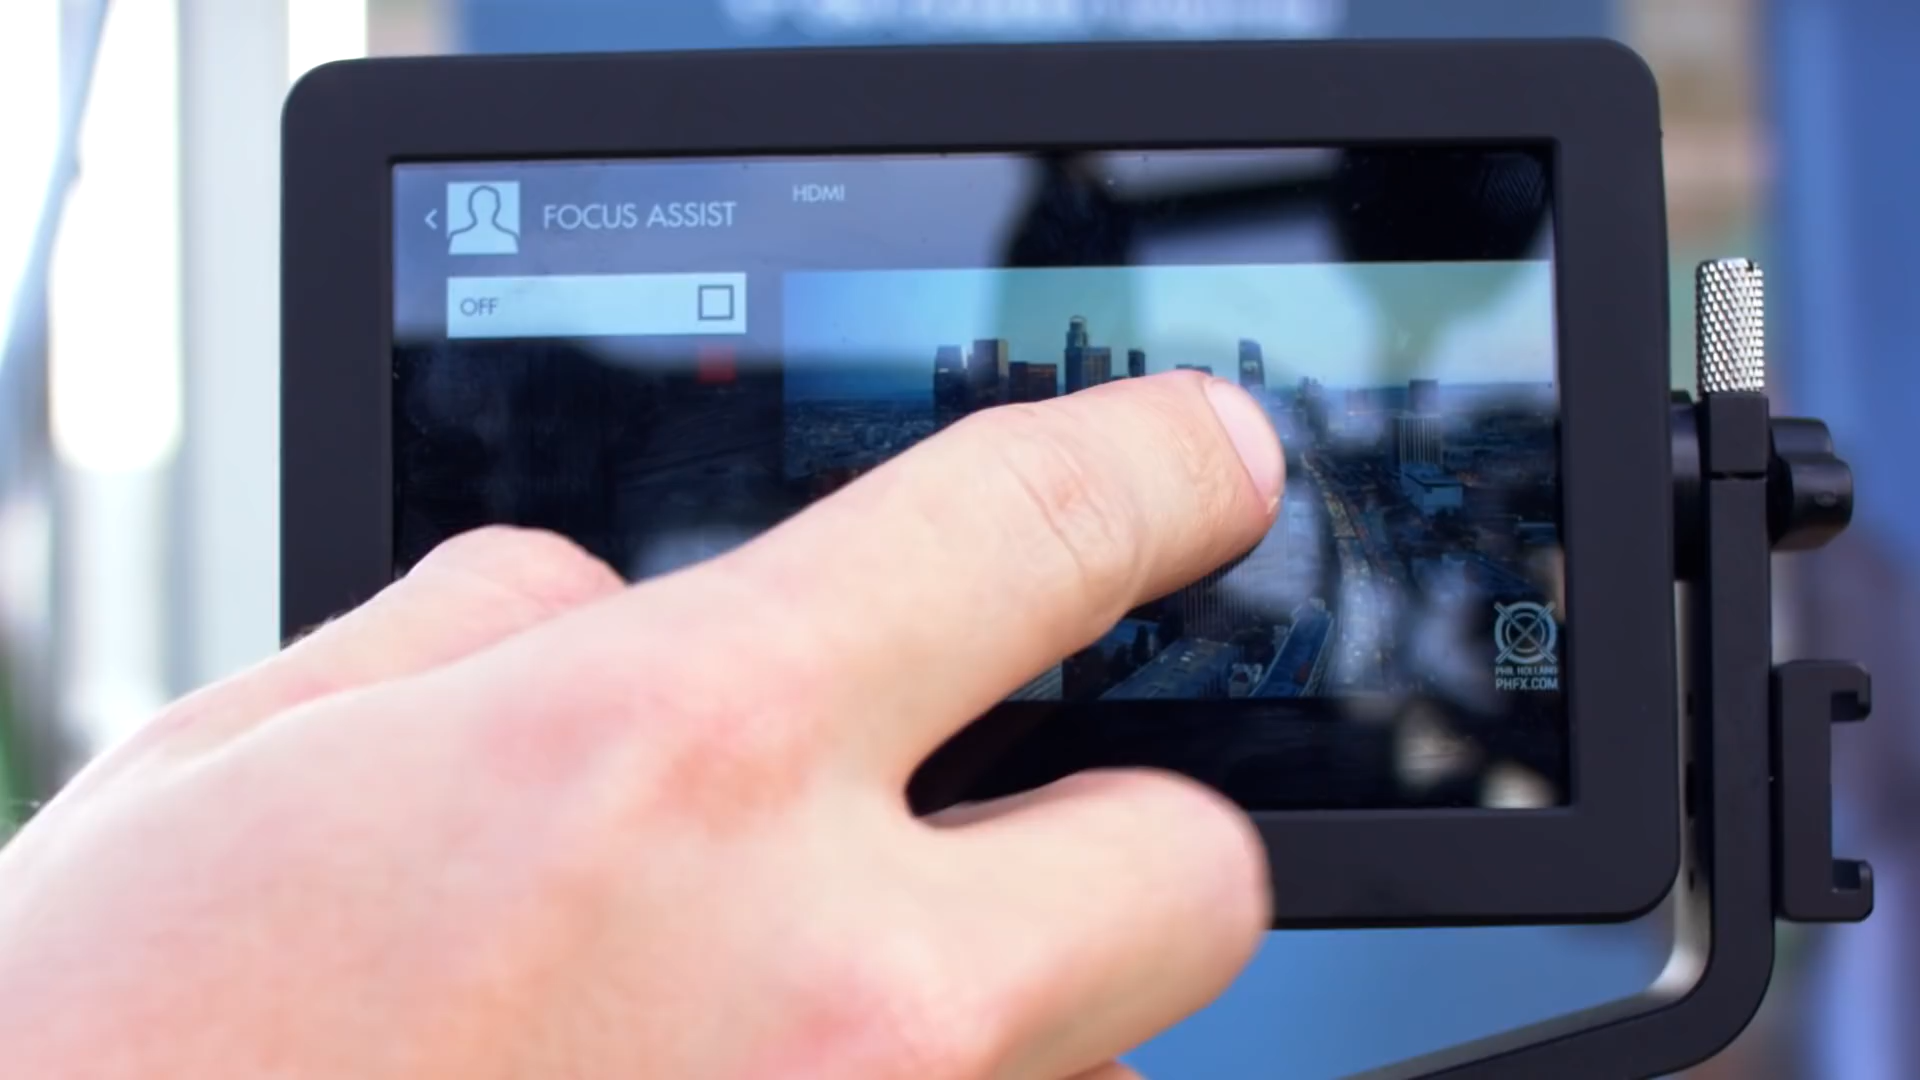 <
FOCUS ASSIST
HDMI
OFF
PHIL HOLLAND
PHFX.COM